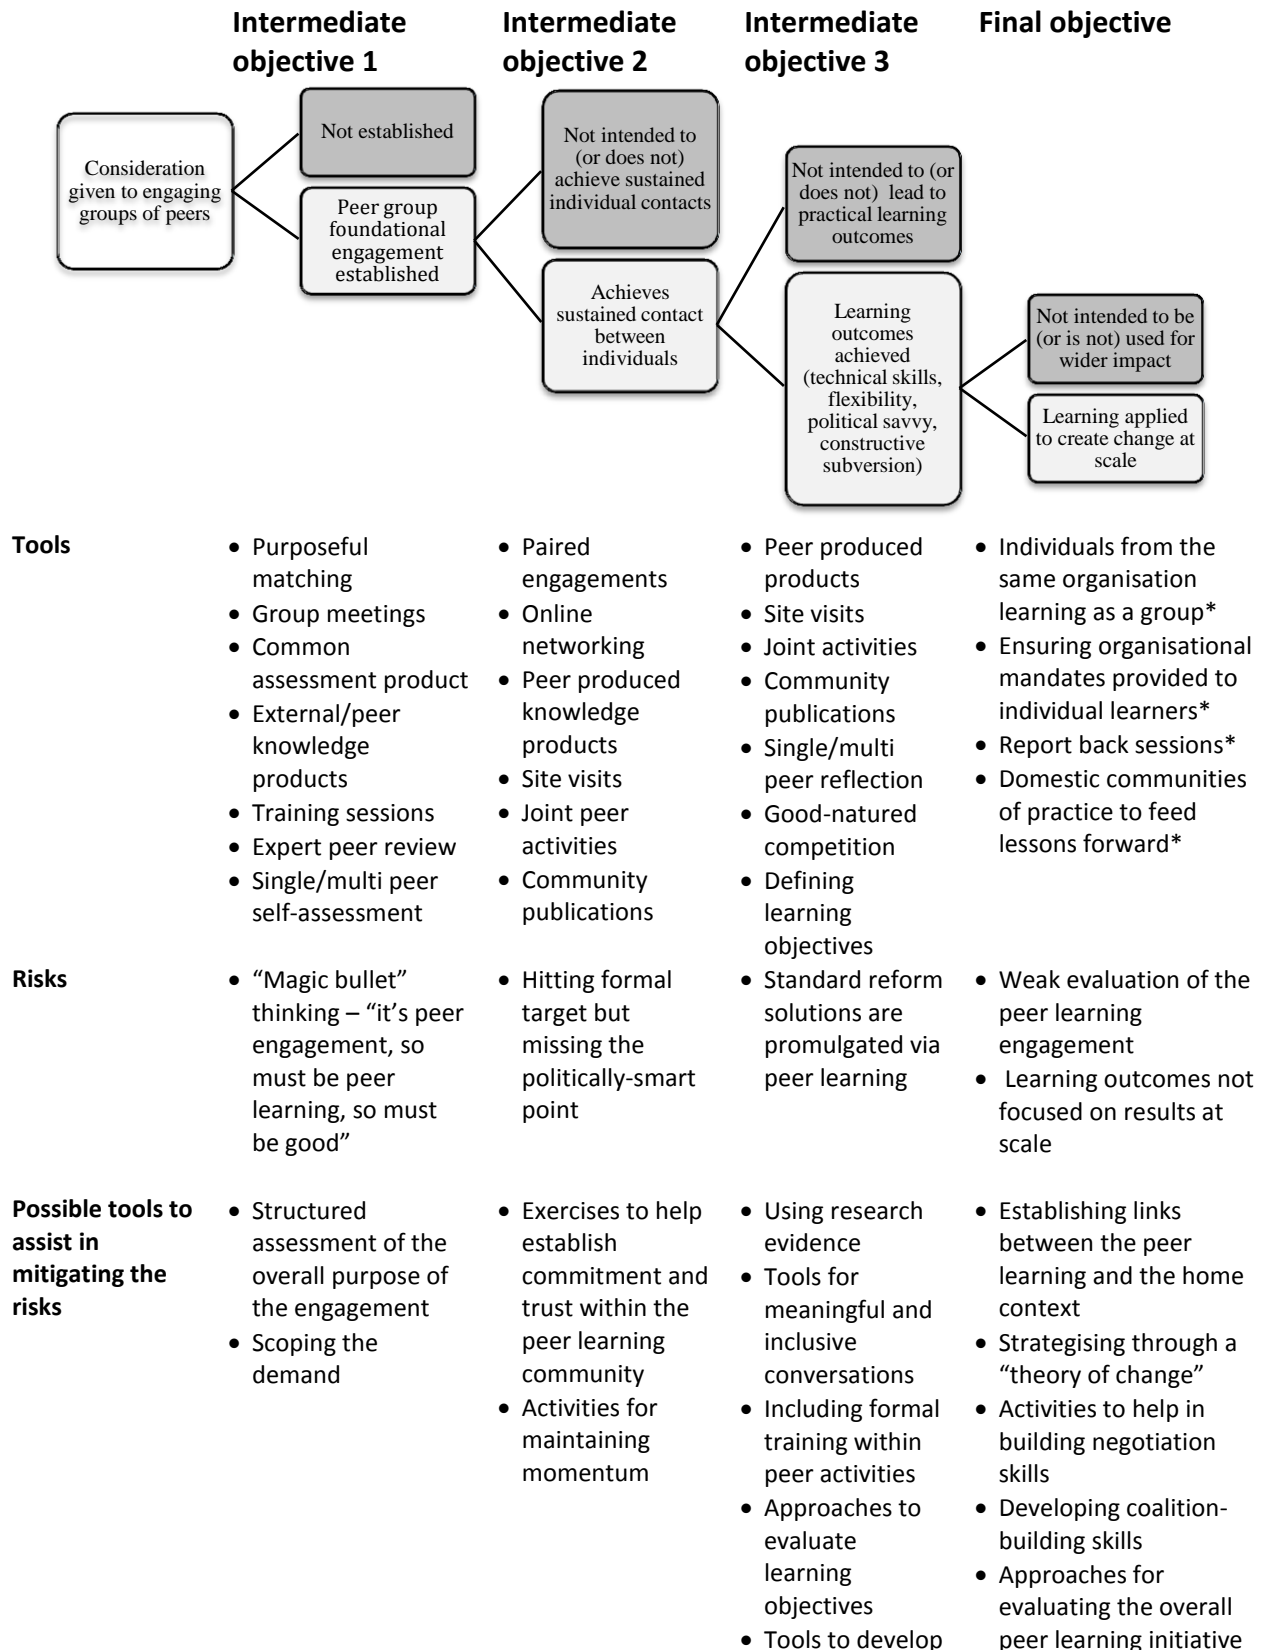 Intermediate
objective 1
Intermediate
objective 2
Intermediate
objective 3
Final objective
Consideration
given to engaging
groups of peers
Not established
Peer group
foundational
engagement
established
Not intended to
(or does not)
achieve sustained
individual contacts
Achieves
sustained contact
between
individuals
Not intended to (or
does not) lead to
practical learning
outcomes
Learning
outcomes
achieved
(technical skills,
flexibility,
political savvy,
constructive
subversion)
Not intended to be
(or is not) used for
wider impact
Learning applied
to create change at
scale
Tools
• Purposeful
matching
• Group meetings
• Common
assessment product
• External/peer
knowledge
products
• Training sessions
• Expert peer review
• Single/multi peer
self-assessment
• Paired
engagements
• Online
networking
• Peer produced
knowledge
products
• Site visits
• Joint peer
activities
• Community
publications
• Peer produced
products
• Site visits
• Joint activities
• Community
publications
• Single/multi
peer reflection
• Good-natured
competition
• Defining
learning
objectives
• Individuals from the
same organisation
learning as a group*
• Ensuring organisational
mandates provided to
individual learners*
• Report back sessions*
• Domestic communities
of practice to feed
lessons forward*
Risks
• “Magic bullet”
thinking – “it’s peer
engagement, so
must be peer
learning, so must
be good”
• Hitting formal
target but
missing the
politically-smart
point
• Standard reform
solutions are
promulgated via
peer learning
• Weak evaluation of the
peer learning
engagement
• Learning outcomes not
focused on results at
scale
Possible tools to
assist in
mitigating the
risks
• Structured
assessment of the
overall purpose of
the engagement
• Scoping the
demand
• Exercises to help
establish
commitment and
trust within the
peer learning
community
• Activities for
maintaining
momentum
• Using research
evidence
• Tools for
meaningful and
inclusive
conversations
• Including formal
training within
peer activities
• Approaches to
evaluate
learning
objectives
• Tools to develop
• Establishing links
between the peer
learning and the home
context
• Strategising through a
“theory of change”
• Activities to help in
building negotiation
skills
• Developing coalition-
building skills
• Approaches for
evaluating the overall
peer learning initiative